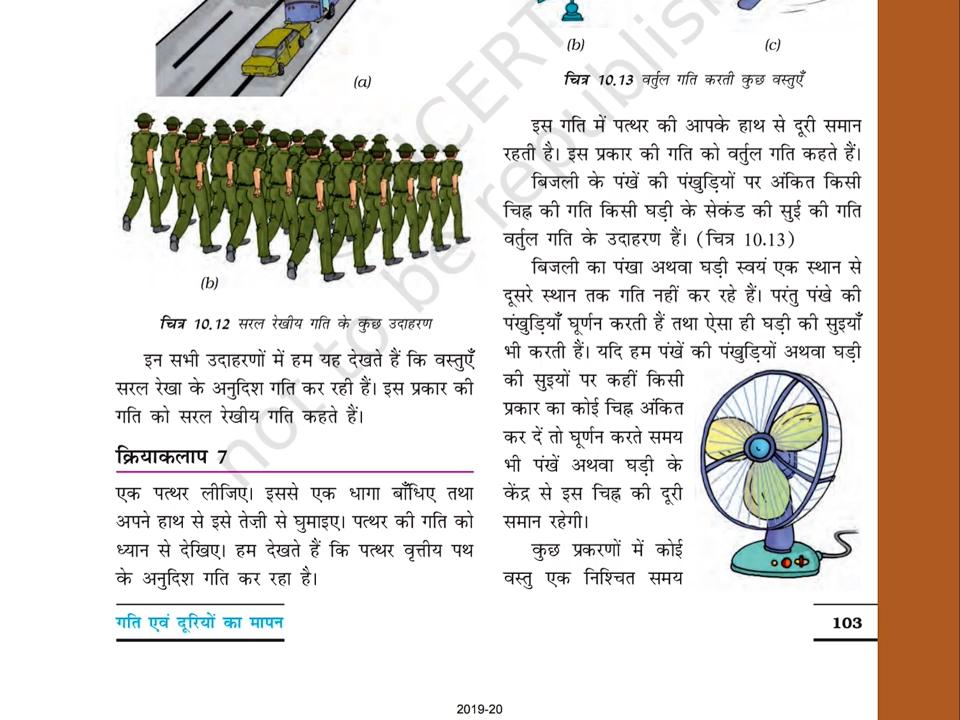 (a)
(b)
चित्र 10.12 सरल रेखीय गति के कुछ उदाहरण
इन सभी उदाहरणों में हम यह देखते हैं कि वस्तुएँ
सरल रेखा के अनुदिश गति कर रही हैं। इस प्रकार की
गति को सरल रेखीय गति कहते हैं।
क्रियाकलाप 7
एक पत्थर लीजिए। इससे एक धागा बाँधिए तथा
अपने हाथ से इसे तेज़ी से घुमाइए। पत्थर की गति को
ध्यान से देखिए। हम देखते हैं कि पत्थर वृत्तीय पथ
के अनुदिश गति कर रहा है।
(b)
(c)
चित्र 10.13 वर्तुल गति करती कुछ वस्तुएँ
इस गति में पत्थर की आपके हाथ से दूरी समान
रहती है। इस प्रकार की गति को वर्तुल गति कहते हैं।
बिजली के पंखें की पंखुड़ियों पर अंकित किसी
चिह्न की गति किसी घड़ी के सेकंड की सुई की गति
वर्तुल गति के उदाहरण हैं। (चित्र 10.13)
बिजली का पंखा अथवा घड़ी स्वयं एक स्थान से
दूसरे स्थान तक गति नहीं कर रहे हैं। परंतु पंखे की
पंखुड़ियाँ घूर्णन करती हैं तथा ऐसा ही घड़ी की सुइयाँ
भी करती हैं। यदि हम पंखें की पंखुड़ियों अथवा घड़ी
की सुइयों पर कहीं किसी
प्रकार का कोई चिह्न अंकित
कर दें तो घूर्णन करते समय
भी पंखें अथवा घड़ी के
केंद्र से इस चिह्न की दूरी
समान रहेगी।
कुछ प्रकरणों में कोई
वस्तु एक निश्चित समय
गति एवं दूरियों का मापन
103
2019-20
not to be republish